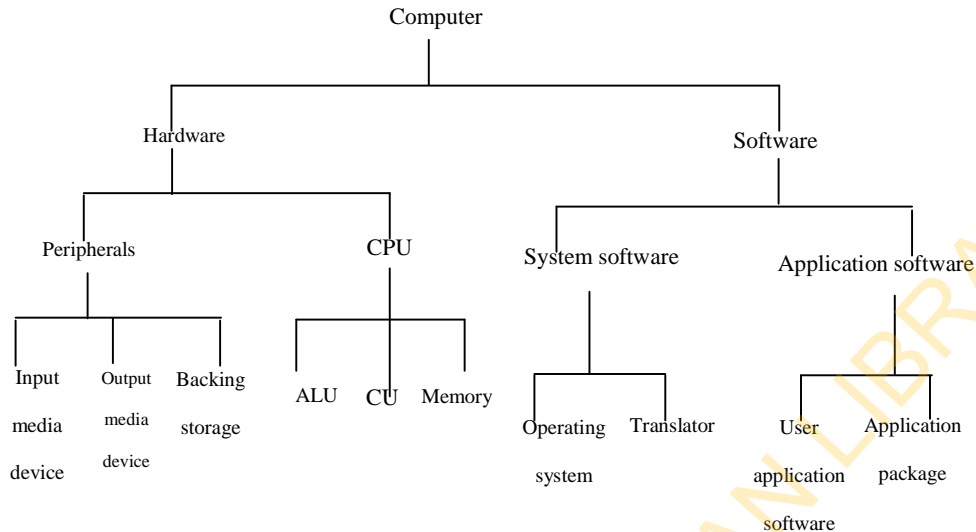 Computer
Hardware
Software
Peripherals
CPU
System software
Application software
Input
media
device
Output
media
device
Backing
storage
ALU
CU
Memory
Operating
system
Translator
User
application
software
Application
package